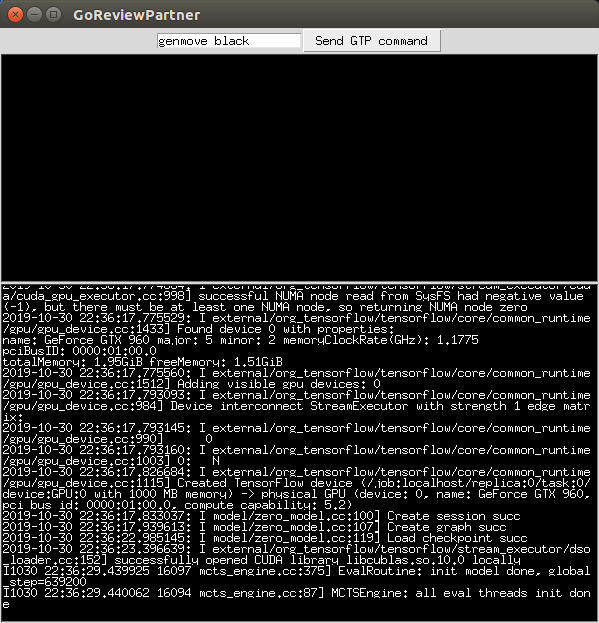 GoReviewPartner
genmove black
Send GTP command
a/cuda_gpu_executor.cc:998] successful NUMA node read from SysFS had negative value
(-1), but there must be at least one NUMA node, so returning NUMA node zero
2019-10-30 22:36:17.775529: I external/org_tensorflow/tensorflow/core/common_runtime
/gpu/gpu_device.cc:1433] Found device 0 with properties:
name: GeForce GTX 960 major: 5 minor: 2 memoryClockRate(GHz): 1.1775
pciBusID: 0000:01:00.0
totalMemory: 1.95GiB freeMemory: 1.51GiB
2019-10-30 22:36:17.775560: I external/org_tensorflow/tensorflow/core/common_runtime
/gpu/gpu_device.cc:1512] Adding visible gpu devices: 0
2019-10-30 22:36:17.793093: I external/org_tensorflow/tensorflow/core/common_runtime
/gpu/gpu_device.cc:984] Device interconnect StreamExecutor with strength 1 edge matr
ix:
2019-10-30 22:36:17.793145: I external/org_tensorflow/tensorflow/core/common_runtime
/gpu/gpu_device.cc:990]      0
2019-10-30 22:36:17.793160: I external/org_tensorflow/tensorflow/core/common_runtime
/gpu/gpu_device.cc:1003] 0:   N
2019-10-30 22:36:17.826684: I external/org_tensorflow/tensorflow/core/common_runtime
/gpu/gpu_device.cc:1115] Created TensorFlow device (/job:localhost/replica:0/task:0/
device:GPU:0 with 1000 MB memory) -> physical GPU (device: 0, name: GeForce GTX 960,
pci bus id: 0000:01:00.0, compute capability: 5.2)
2019-10-30 22:36:17.833037: I model/zero_model.cc:100] Create session succ
2019-10-30 22:36:17.939613: I model/zero_model.cc:107] Create graph succ
2019-10-30 22:36:22.985145: I model/zero_model.cc:119] Load checkpoint succ
2019-10-30 22:36:23.396639: I external/org_tensorflow/tensorflow/stream_executor/dso
_loader.cc:152] successfully opened CUDA library libcublas.so.10.0 locally
I1030 22:36:29.439925 16097 mcts_engine.cc:375] EvalRoutine: init model done, global
_step=639200
I1030 22:36:29.440062 16094 mcts_engine.cc:87] MCTSEngine: all eval threads init don
e